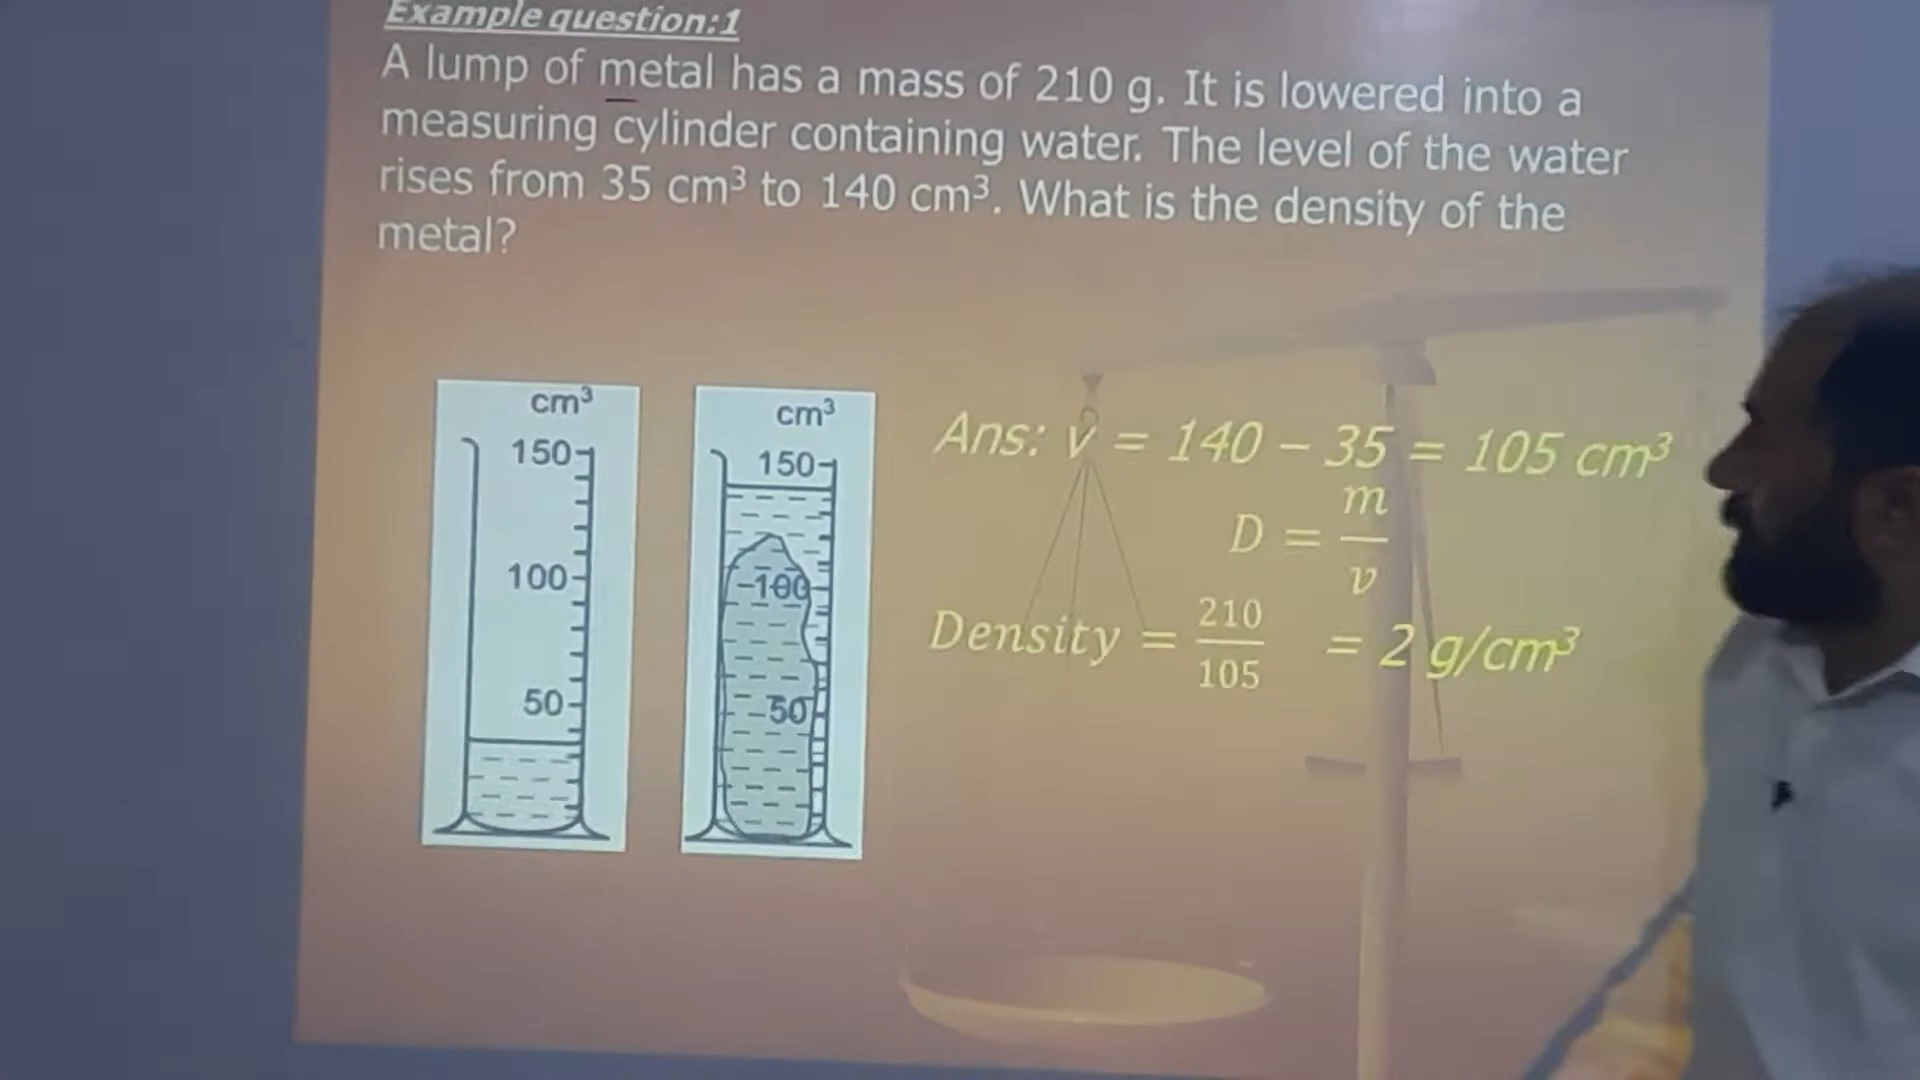 Example question:1
A lump of metal has a mass of 210 g. It is lowered into a
measuring cylinder containing water. The level of the water
rises from 35 cm³ to 140 cm³. What is the density of the
metal?
cm³
150
100
50
cm³
150
100
50
Ans: v = 140 – 35 = 105 cm³
D = m/v
Density = 210/105 = 2 g/cm³